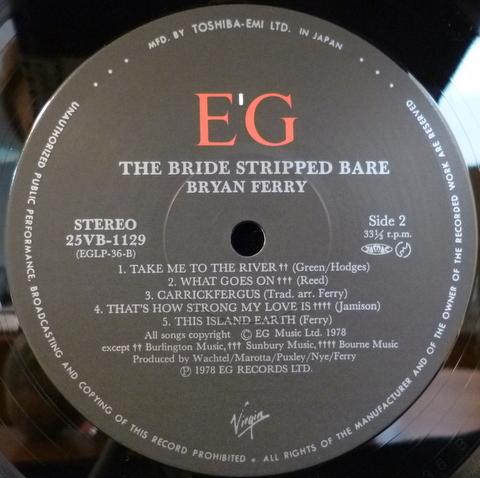 MFD. BY TOSHIBA-EMI LTD. IN JAPAN
E'G
THE BRIDE STRIPPED BARE
BRYAN FERRY
STEREO
25VB-1129
(EGLP-36-B)
Side 2
33⅓ r.p.m.
1. TAKE ME TO THE RIVER†† (Green/Hodges)
2. WHAT GOES ON††† (Reed)
3. CARRICKFERGUS (Trad. arr. Ferry)
4. THAT'S HOW STRONG MY LOVE IS†††† (Jamison)
5. THIS ISLAND EARTH (Ferry)
All songs copyright © EG Music Ltd. 1978
except †† Burlington Music, ††† Sunbury Music, †††† Bourne Music
Produced by Wachtel/Marotta/Puxley/Nye/Ferry
Ⓟ 1978 EG RECORDS LTD.
Virgin
UNAUTHORIZED PUBLIC PERFORMANCE, BROADCASTING AND COPYING OF THIS RECORD PROHIBITED • ALL RIGHTS OF THE MANUFACTURER AND OF THE OWNER OF THE RECORDED WORK ARE RESERVED